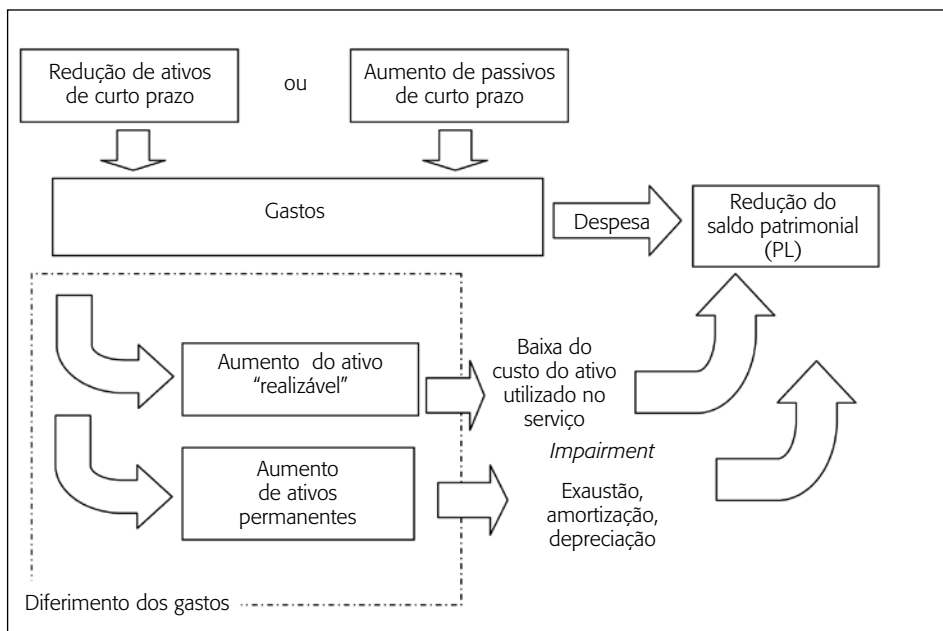 Redução de ativos
de curto prazo
ou
Aumento de passivos
de curto prazo
Gastos
Despesa
Redução do
saldo patrimonial
(PL)
Aumento do ativo
“realizável”
Baixa do
custo do ativo
utilizado no
serviço
Impairment
Aumento
de ativos
permanentes
Exaustão,
amortização,
depreciação
Diferimento dos gastos